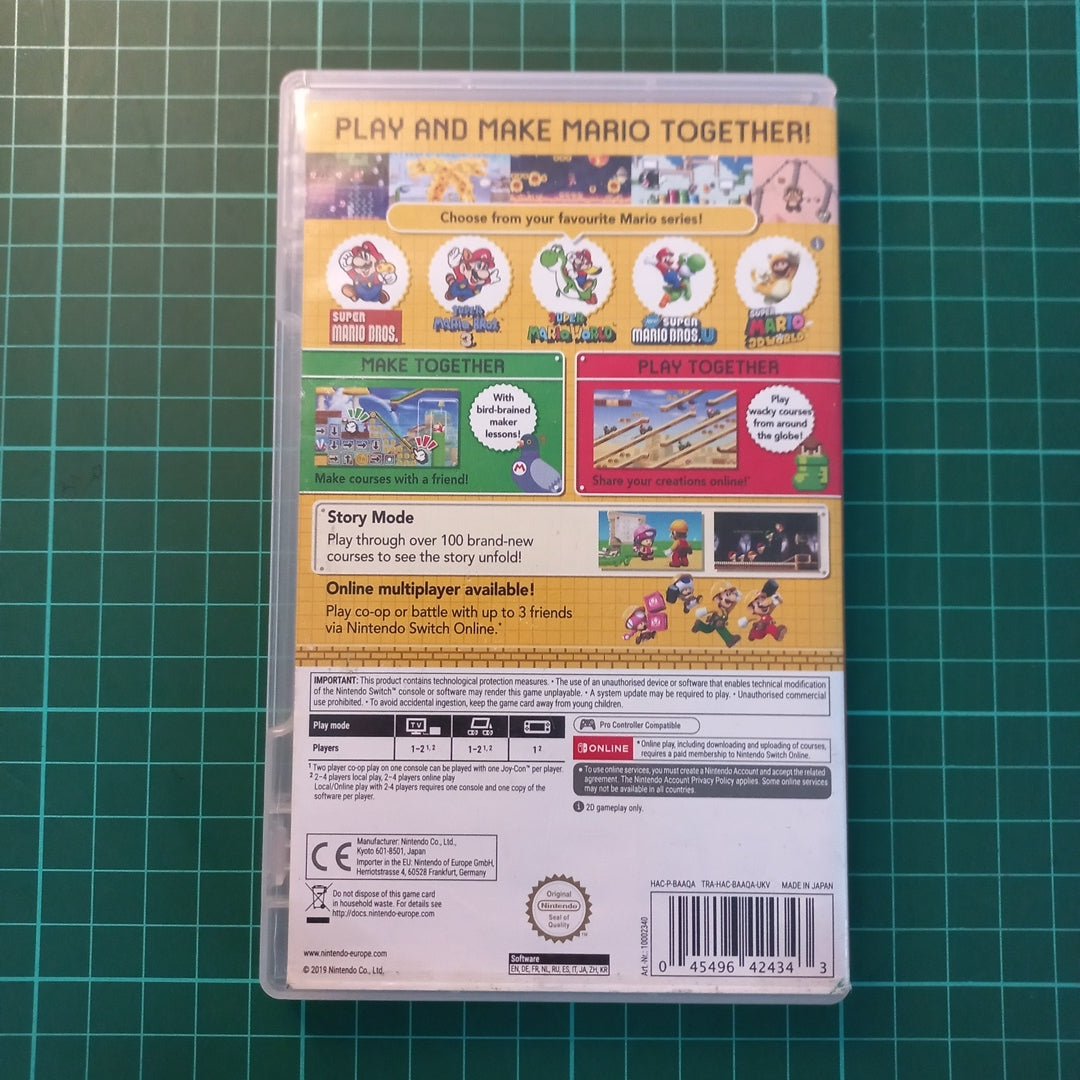 PLAY AND MAKE MARIO TOGETHER!
Choose from your favourite Mario series!
SUPER
MARIO BROS.
SUPER
MARIO BROS.
3
SUPER
MARIO WORLD
NEW SUPER
MARIO BROS. U
SUPER
MARIO
3D WORLD
MAKE TOGETHER
With
bird-brained
maker
lessons!
Make courses with a friend!
PLAY TOGETHER
Play
wacky courses
from around
the globe!
Share your creations online!*
Story Mode
Play through over 100 brand-new
courses to see the story unfold!
Online multiplayer available!
Play co-op or battle with up to 3 friends
via Nintendo Switch Online.*
IMPORTANT: This product contains technological protection measures. • The use of an unauthorised device or software that enables technical modification
of the Nintendo Switch™ console or software may render this game unplayable. • A system update may be required to play. • Unauthorised commercial
use prohibited. • To avoid accidental ingestion, keep the game card away from young children.
Play mode
TV
Players
1–2 1, 2
1–2 1, 2
1 2
Pro Controller Compatible
ONLINE
* Online play, including downloading and uploading of courses,
requires a paid membership to Nintendo Switch Online.
1 Two player co-op play on one console can be played with one Joy-Con™ per player.
2 2–4 players local play, 2–4 players online play
Local/Online play with 2-4 players requires one console and one copy of the
software per player.
• To use online services, you must create a Nintendo Account and accept the related
agreement. The Nintendo Account Privacy Policy applies. Some online services
may not be available in all countries.
i 2D gameplay only.
CE
Manufacturer: Nintendo Co., Ltd.,
Kyoto 601-8501, Japan
Importer in the EU: Nintendo of Europe GmbH,
Herriotstrasse 4, 60528 Frankfurt, Germany
Do not dispose of this game card
in household waste. For details see
http://docs.nintendo-europe.com
Original
Nintendo
Seal of
Quality
TM
www.nintendo-europe.com
© 2019 Nintendo Co., Ltd.
Software
EN, DE, FR, NL, RU, ES, IT, JA, ZH, KR
HAC-P-BAAQA TRA-HAC-BAAQA-UKV MADE IN JAPAN
Art.-Nr.: 10002340
0 45496 42434 3